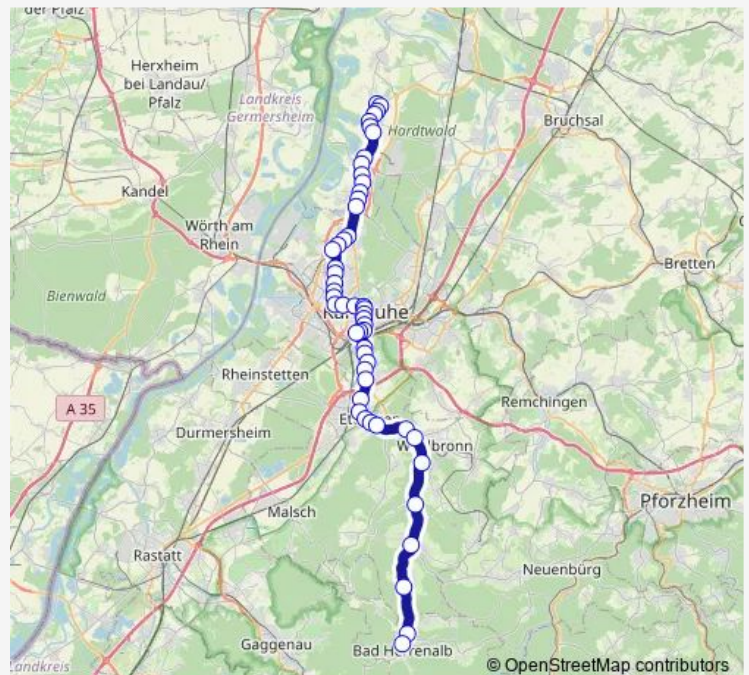 der Pfalz
Herxheim
bei Landau/
Pfalz
Landkreis
Germersheim
Hardtwald
Bruchsal
Kandel
Wörth am
Rhein
Bretten
Bienwald
Rheinstetten
A 35
Remchingen
Durmersheim
Pforzheim
Malsch
Rastatt
Neuenbürg
Gaggenau
Landkreis
© OpenStreetMap contributors